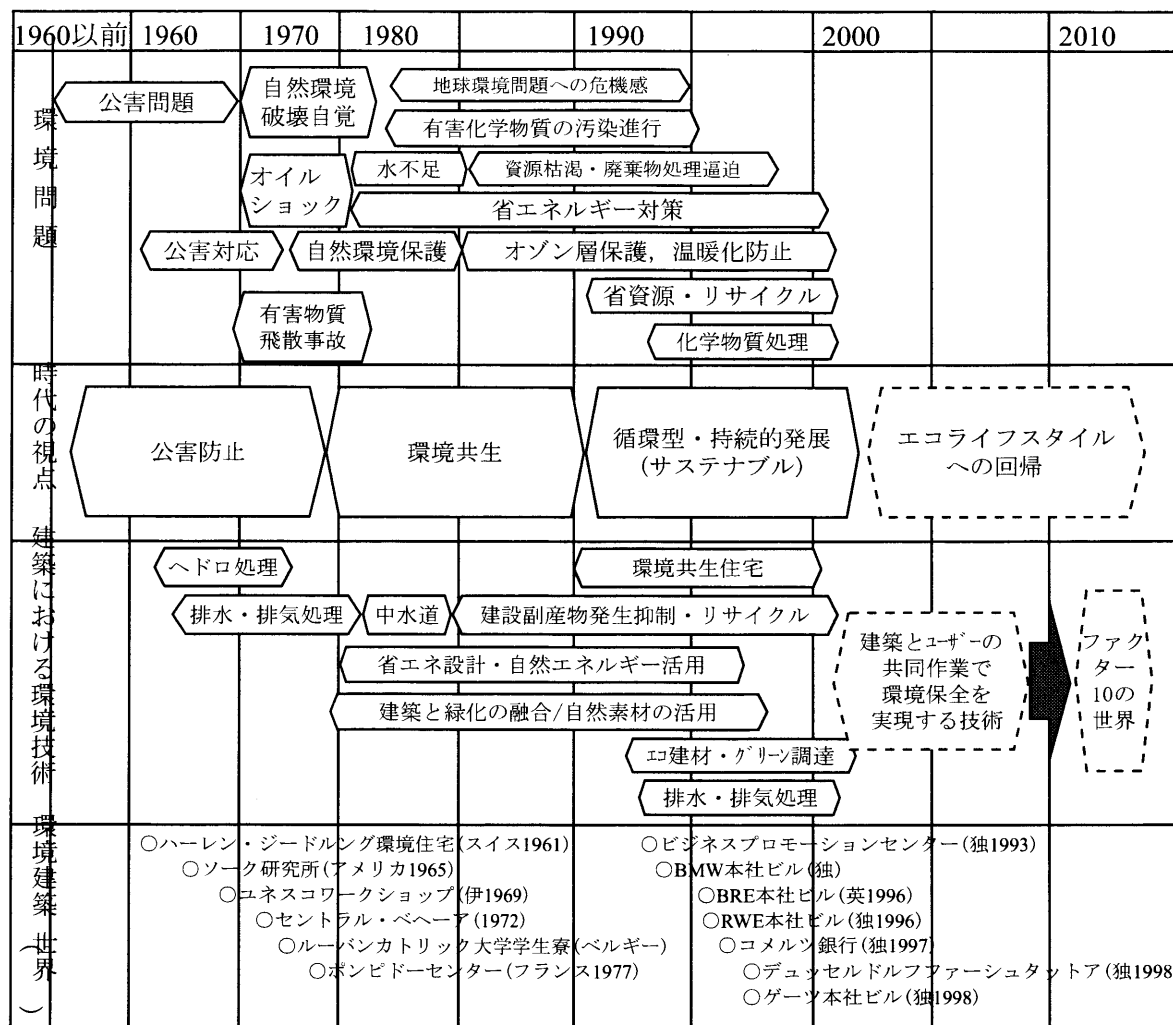 1960以前 1960 1970 1980 1990 2000 2010
環境問題
公害問題
自然環境
破壊自覚
地球環境問題への危機感
有害化学物質の汚染進行
オイル
ショック
水不足
資源枯渇・廃棄物処理逼迫
省エネルギー対策
公害対応
自然環境保護
オゾン層保護，温暖化防止
有害物質
飛散事故
省資源・リサイクル
化学物質処理
時代の視点
公害防止
環境共生
循環型・持続的発展
(サステナブル)
エコライフスタイル
への回帰
建築における環境技術
ヘドロ処理
環境共生住宅
排水・排気処理
中水道
建設副産物発生抑制・リサイクル
省エネ設計・自然エネルギー活用
建築と緑化の融合/自然素材の活用
ｴｺ建材・ｸﾞﾘｰﾝ調達
排水・排気処理
建築とﾕｰｻﾞｰの
共同作業で
環境保全を
実現する技術
ファク
ター
10の
世界
環境建築(世界)
○ハーレン・ジードルング環境住宅(スイス1961)
○ソーク研究所(アメリカ1965)
○ユネスコワークショップ(伊1969)
○セントラル・ベヘーア(1972)
○ルーバンカトリック大学学生寮(ベルギー)
○ポンピドーセンター(フランス1977)
○ビジネスプロモーションセンター(独1993)
○BMW本社ビル(独)
○BRE本社ビル(英1996)
○RWE本社ビル(独1996)
○コメルツ銀行(独1997)
○デュッセルドルフファーシュタットア(独1998
○ゲーツ本社ビル(独1998)